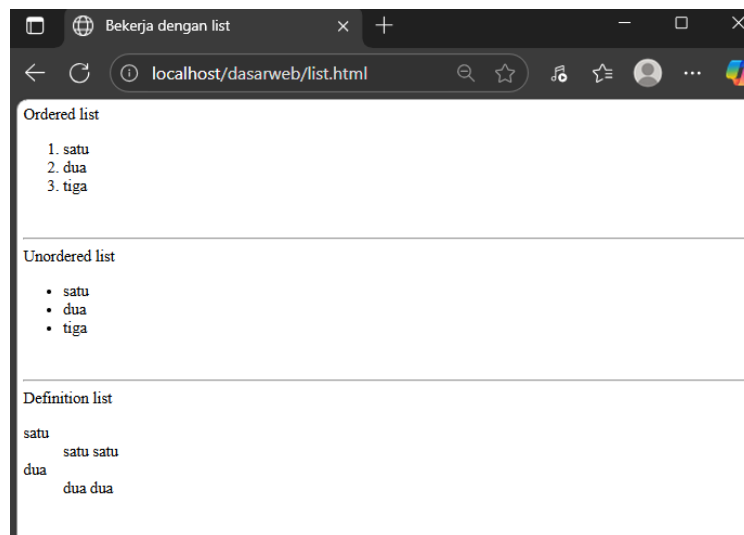 Bekerja dengan list
localhost/dasarweb/list.html
Ordered list
1. satu
2. dua
3. tiga
Unordered list
• satu
• dua
• tiga
Definition list
satu
satu satu
dua
dua dua